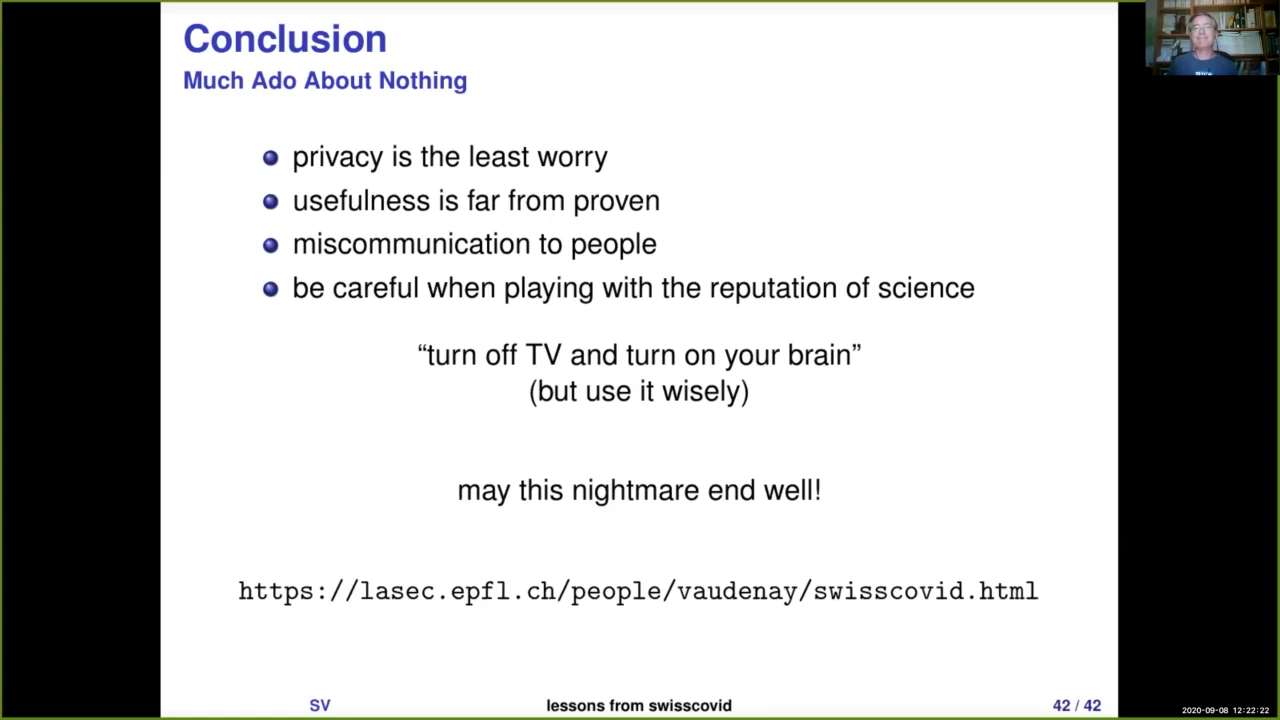 Conclusion
Much Ado About Nothing
privacy is the least worry
usefulness is far from proven
miscommunication to people
be careful when playing with the reputation of science
“turn off TV and turn on your brain”
(but use it wisely)
may this nightmare end well!
https://lasec.epfl.ch/people/vaudenay/swisscovid.html
SV lessons from swisscovid 42 / 42
2020-09-08 12:22:22